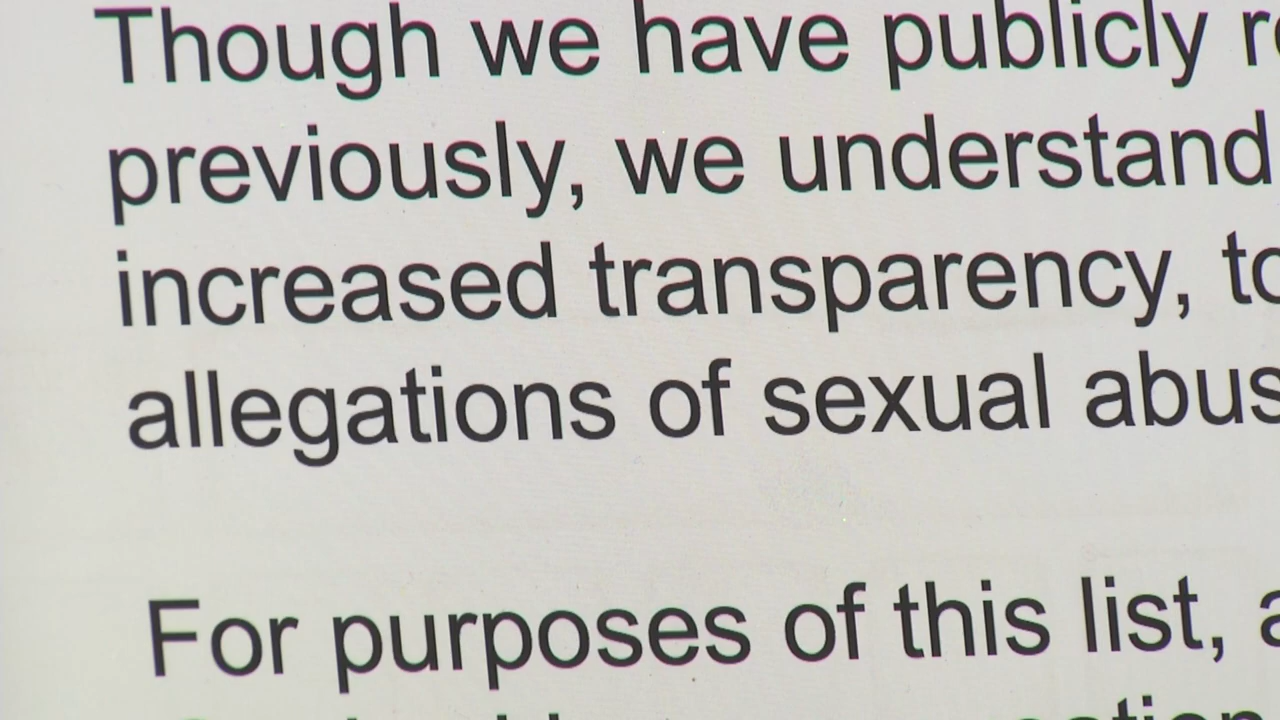 Though we have publicly
previously, we understand
increased transparency,
allegations of sexual
For purposes of this list,